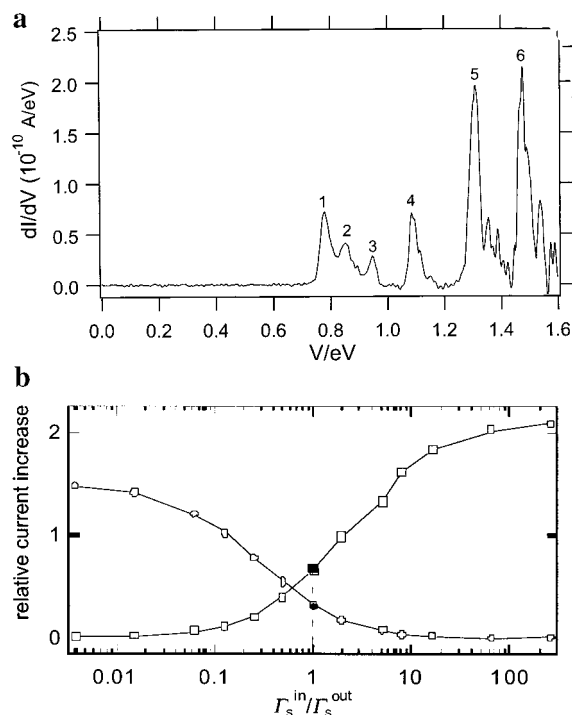 a
2.5
2.0
1.5
1.0
0.5
0.0
dI/dV (10⁻¹⁰ A/eV)
1
2
3
4
5
6
0.0 0.2 0.4 0.6 0.8 1.0 1.2 1.4 1.6
V/eV
b
relative current increase
2
1
0
0.01 0.1 1 10 100
Γₛⁱⁿ/Γₛᵒᵘᵗ